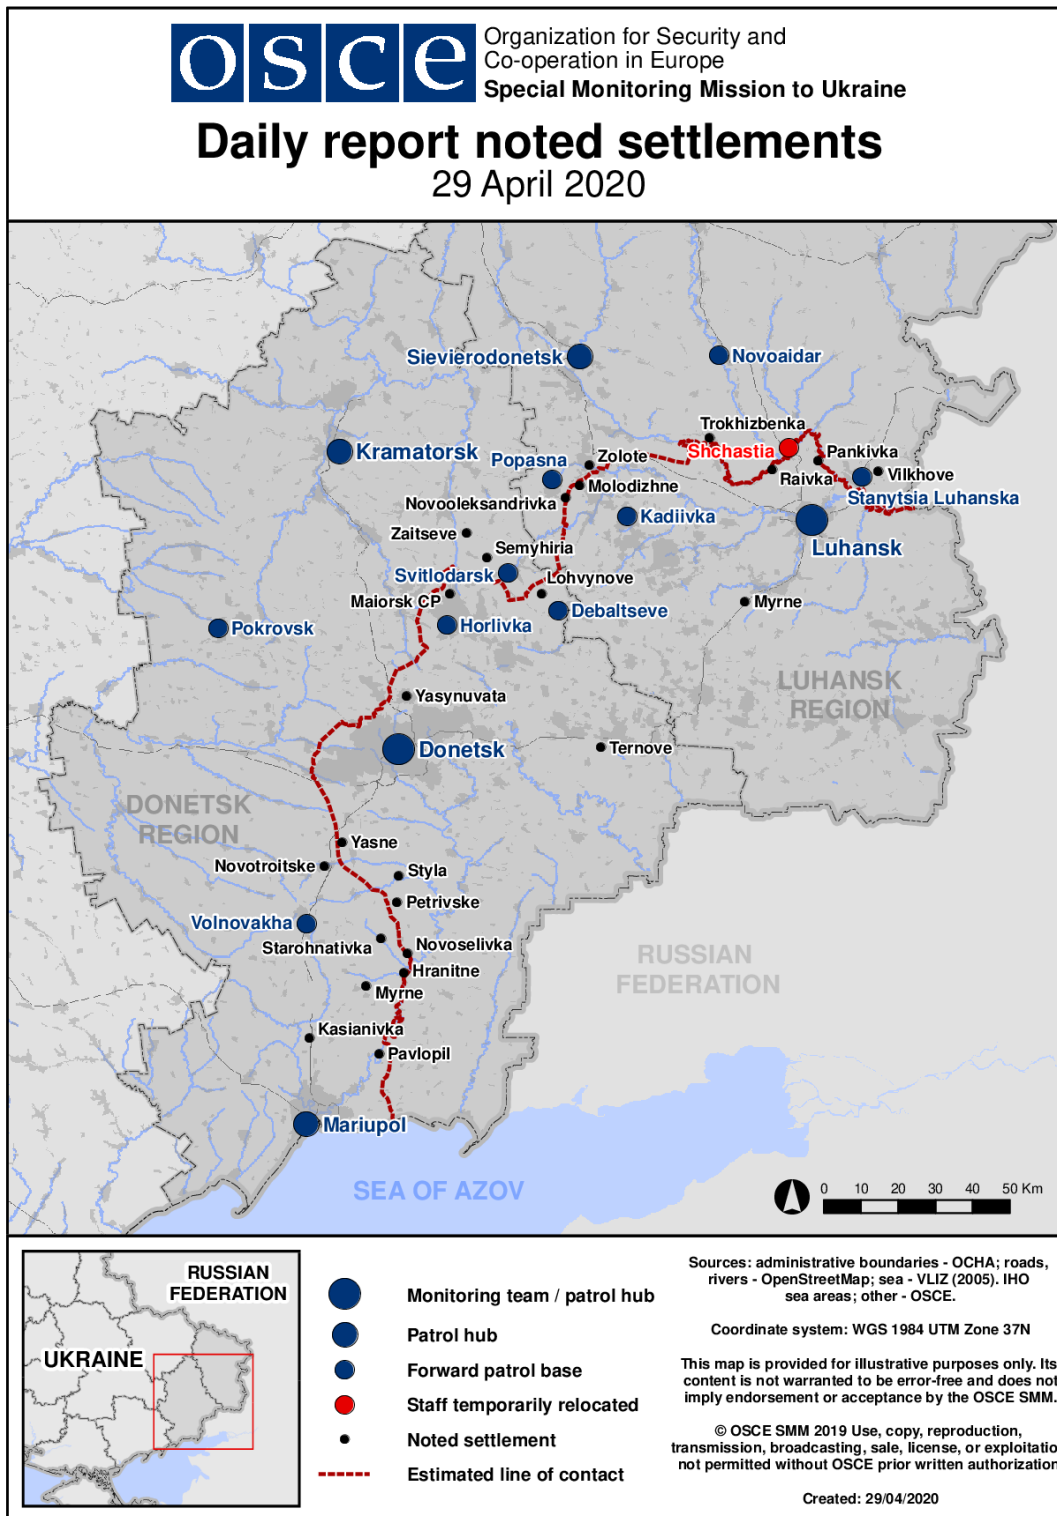 osce
Organization for Security and
Co-operation in Europe
Special Monitoring Mission to Ukraine
Daily report noted settlements
29 April 2020
Sievierodonetsk
Novoaidar
Trokhizbenka
Kramatorsk
Shchastia
Popasna
Zolote
Pankivka
Vilkhove
Molodizhne
Raivka
Novooleksandrivka
Stanytsia Luhanska
Kadiivka
Zaitseve
Semyhiria
Luhansk
Svitlodarsk
Lohvynove
Maiorsk CP
Myrne
Debaltseve
Pokrovsk
Horlivka
LUHANSK
REGION
Yasynuvata
Donetsk
Ternove
DONETSK
REGION
Yasne
Novotroitske
Styla
Petrivske
Volnovakha
Starohnativka
Novoselivka
RUSSIAN
FEDERATION
Hranitne
Myrne
Kasianivka
Pavlopil
Mariupol
SEA OF AZOV
0 10 20 30 40 50 Km
RUSSIAN
FEDERATION
UKRAINE
Monitoring team / patrol hub
Patrol hub
Forward patrol base
Staff temporarily relocated
Noted settlement
Estimated line of contact
Sources: administrative boundaries - OCHA; roads,
rivers - OpenStreetMap; sea - VLIZ (2005). IHO
sea areas; other - OSCE.
Coordinate system: WGS 1984 UTM Zone 37N
This map is provided for illustrative purposes only. Its
content is not warranted to be error-free and does not
imply endorsement or acceptance by the OSCE SMM.
© OSCE SMM 2019 Use, copy, reproduction,
transmission, broadcasting, sale, license, or exploitatio
not permitted without OSCE prior written authorization
Created: 29/04/2020